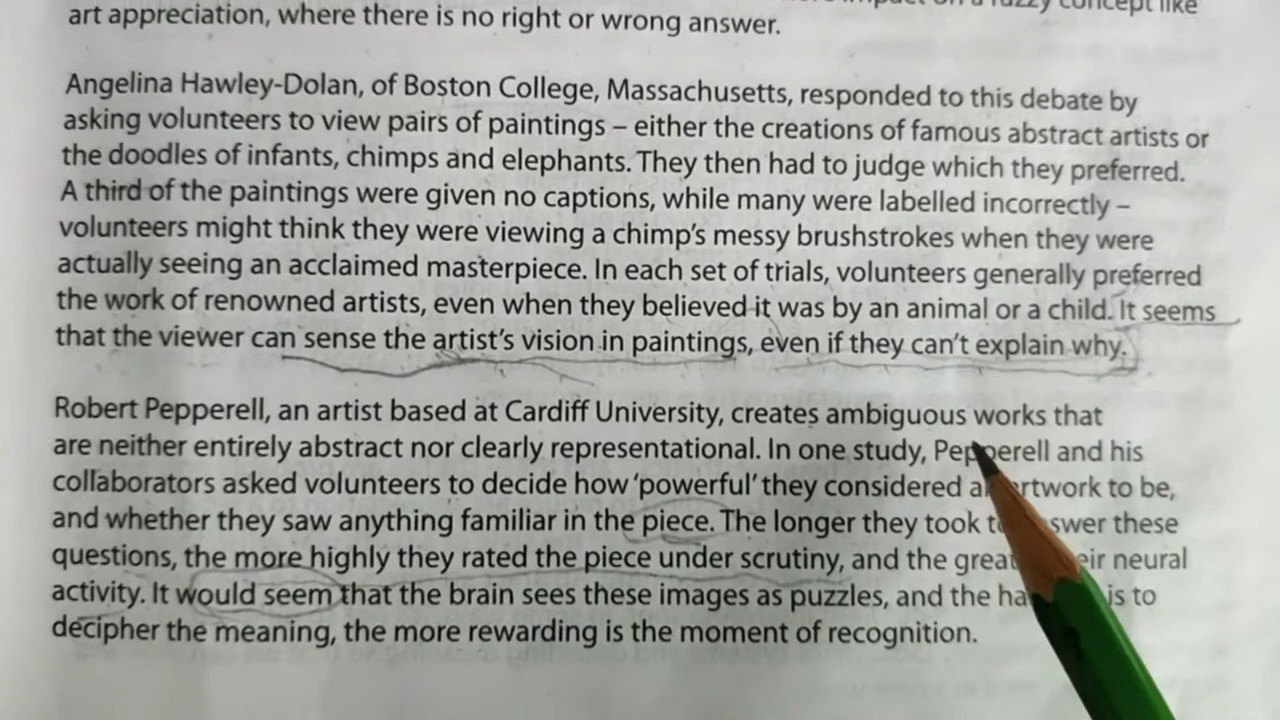 impact on a fuzzy concept like
art appreciation, where there is no right or wrong answer.
Angelina Hawley-Dolan, of Boston College, Massachusetts, responded to this debate by
asking volunteers to view pairs of paintings – either the creations of famous abstract artists or
the doodles of infants, chimps and elephants. They then had to judge which they preferred.
A third of the paintings were given no captions, while many were labelled incorrectly –
volunteers might think they were viewing a chimp's messy brushstrokes when they were
actually seeing an acclaimed masterpiece. In each set of trials, volunteers generally preferred
the work of renowned artists, even when they believed it was by an animal or a child. It seems
that the viewer can sense the artist's vision in paintings, even if they can't explain why.
Robert Pepperell, an artist based at Cardiff University, creates ambiguous works that
are neither entirely abstract nor clearly representational. In one study, Pepperell and his
collaborators asked volunteers to decide how 'powerful' they considered artwork to be,
and whether they saw anything familiar in the piece. The longer they took these
questions, the more highly they rated the piece under scrutiny, and the neural
activity. It would seem that the brain sees these images as puzzles, and the is to
decipher the meaning, the more rewarding is the moment of recognition.